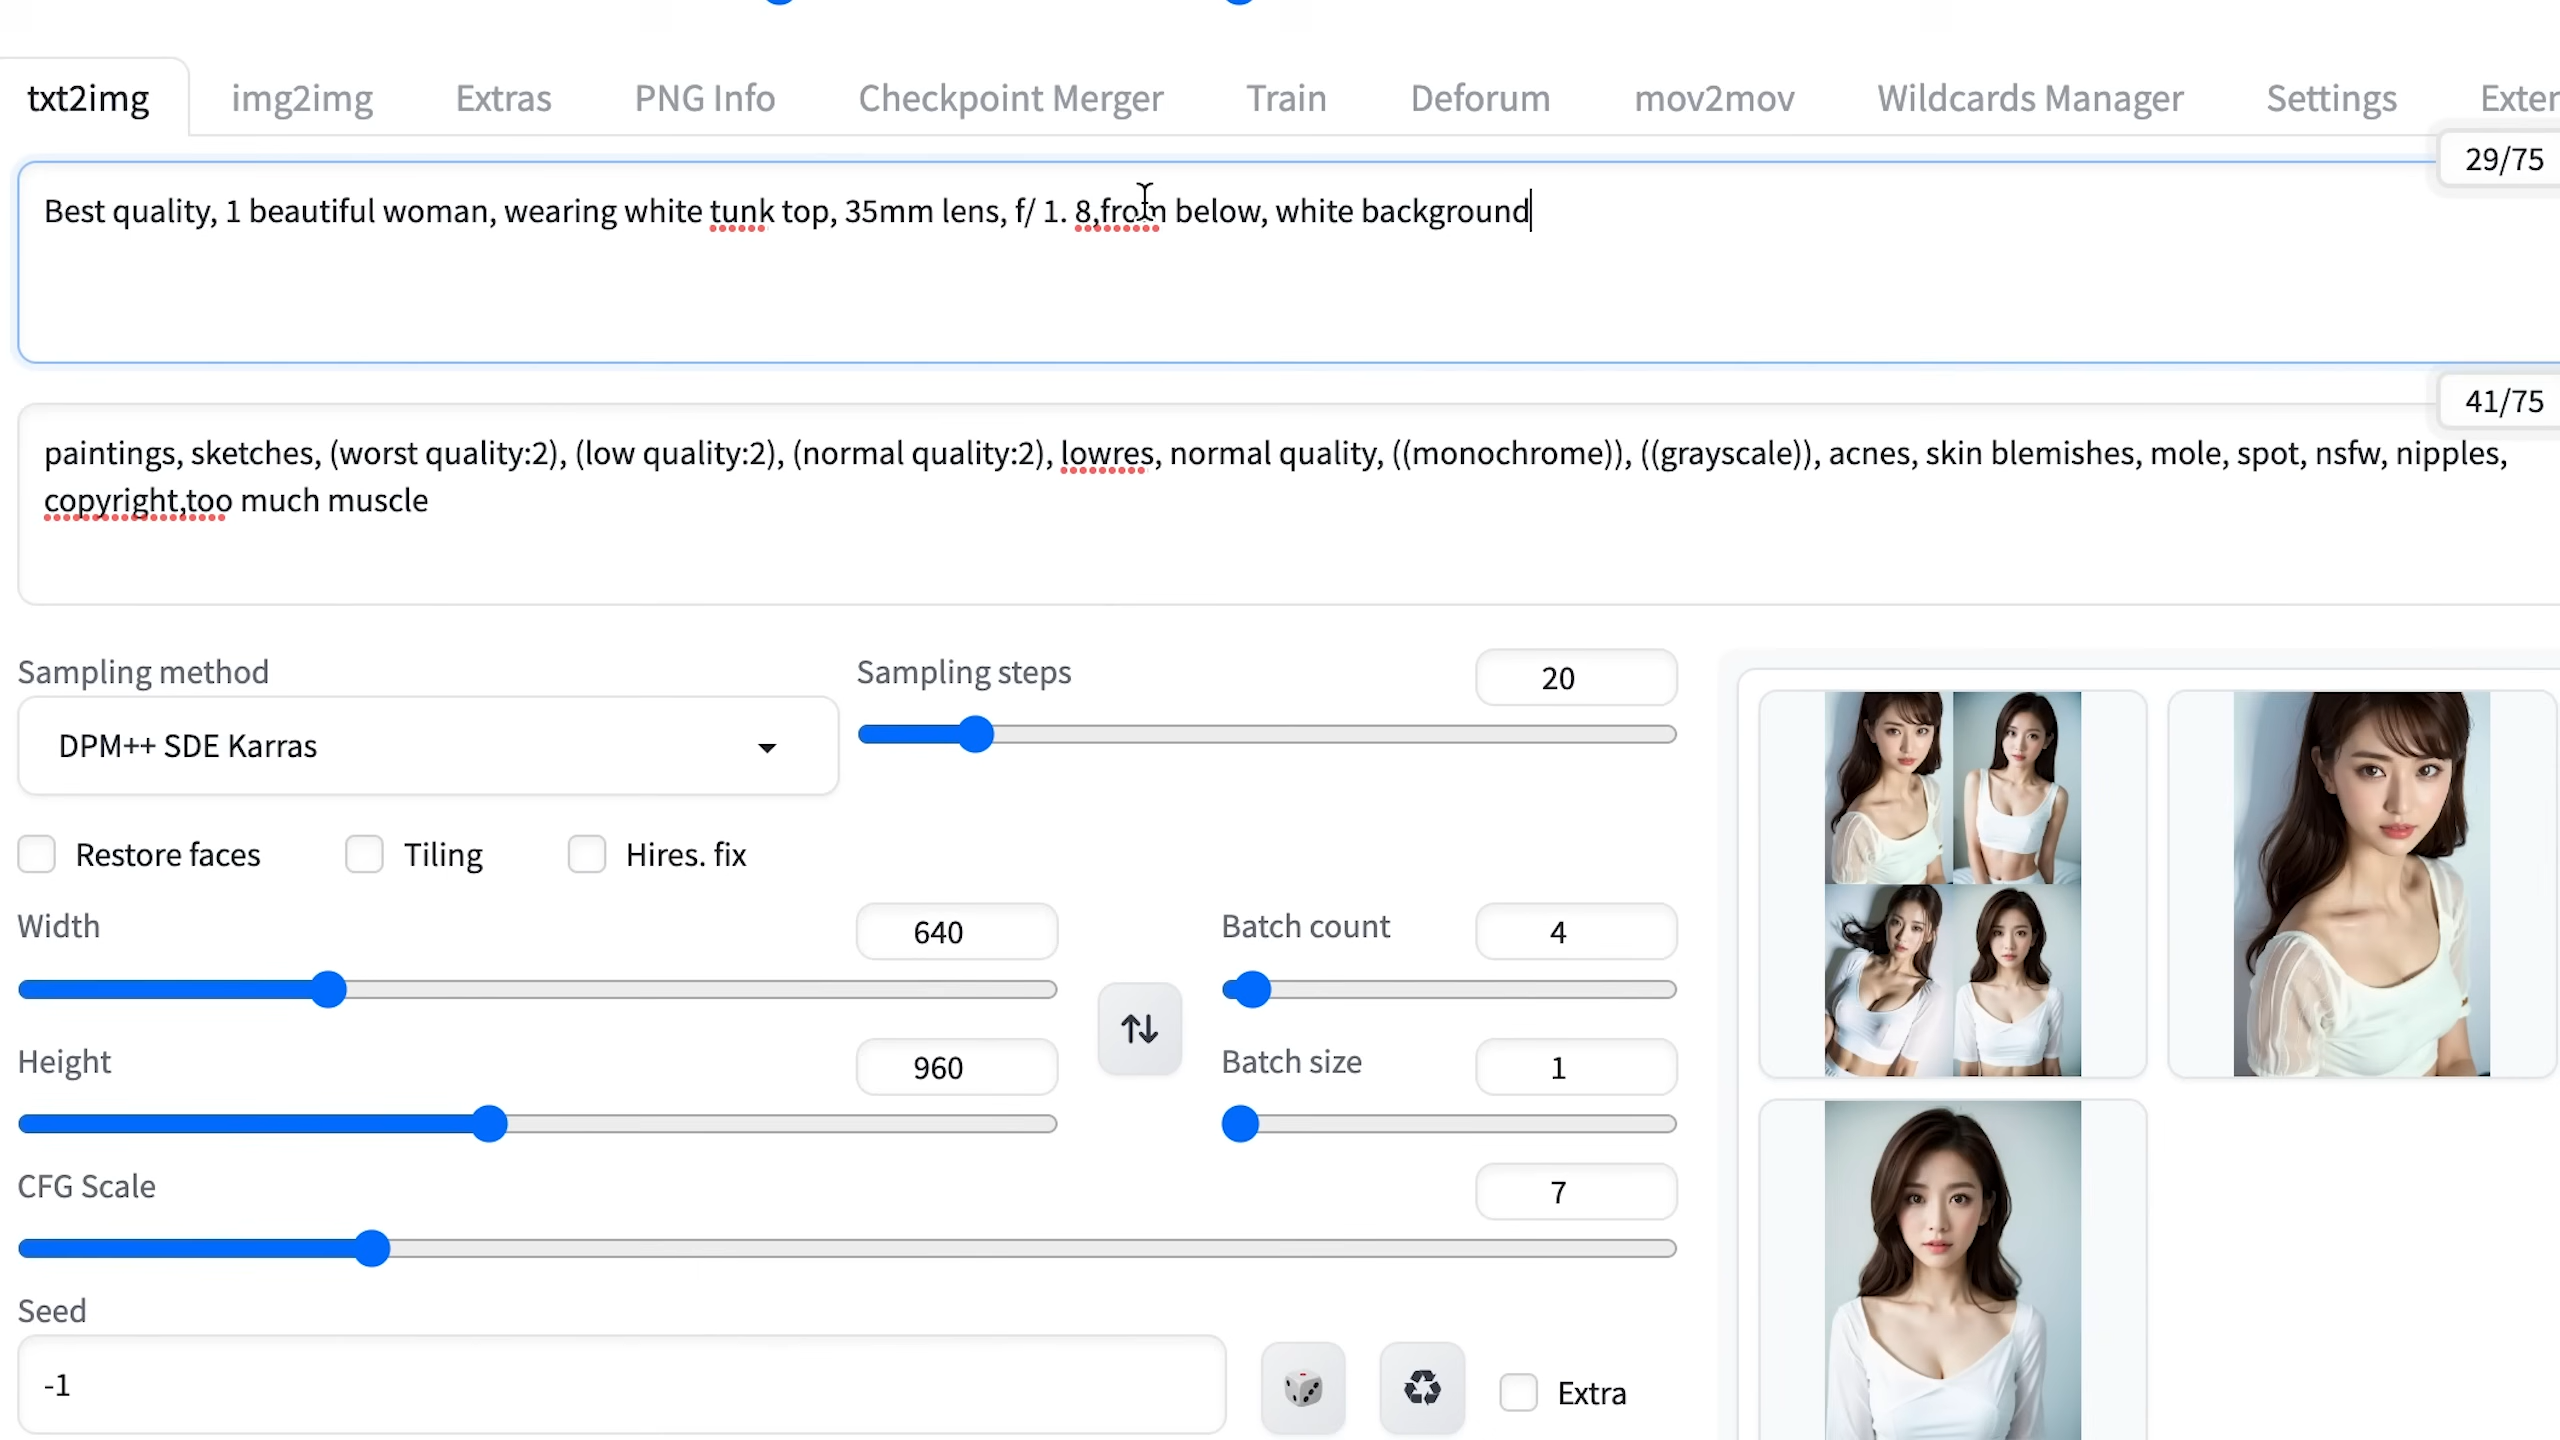 txt2img img2img Extras PNG Info Checkpoint Merger Train Deforum mov2mov Wildcards Manager Settings Exter
29/75
Best quality, 1 beautiful woman, wearing white tunk top, 35mm lens, f/ 1. 8,from below, white background
41/75
paintings, sketches, (worst quality:2), (low quality:2), (normal quality:2), lowres, normal quality, ((monochrome)), ((grayscale)), acnes, skin blemishes, mole, spot, nsfw, nipples,
copyright,too much muscle
Sampling method
DPM++ SDE Karras
Sampling steps 20
Restore faces Tiling Hires. fix
Width 640
Batch count 4
Height 960
Batch size 1
CFG Scale 7
Seed
-1
Extra